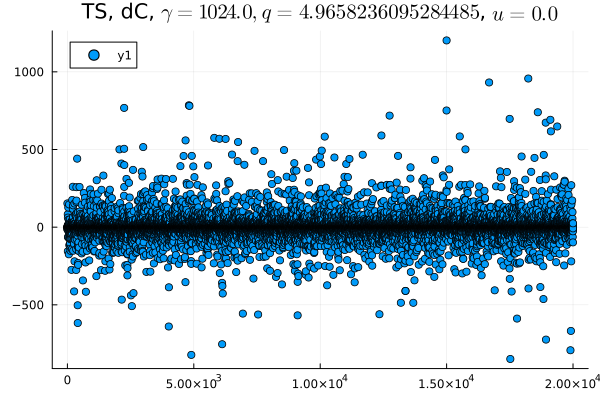 TS, dC, γ = 1024.0, q = 4.9658236095284485, u = 0.0
y1
1000
500
0
−500
0 5.00×10³ 1.00×10⁴ 1.50×10⁴ 2.00×10⁴